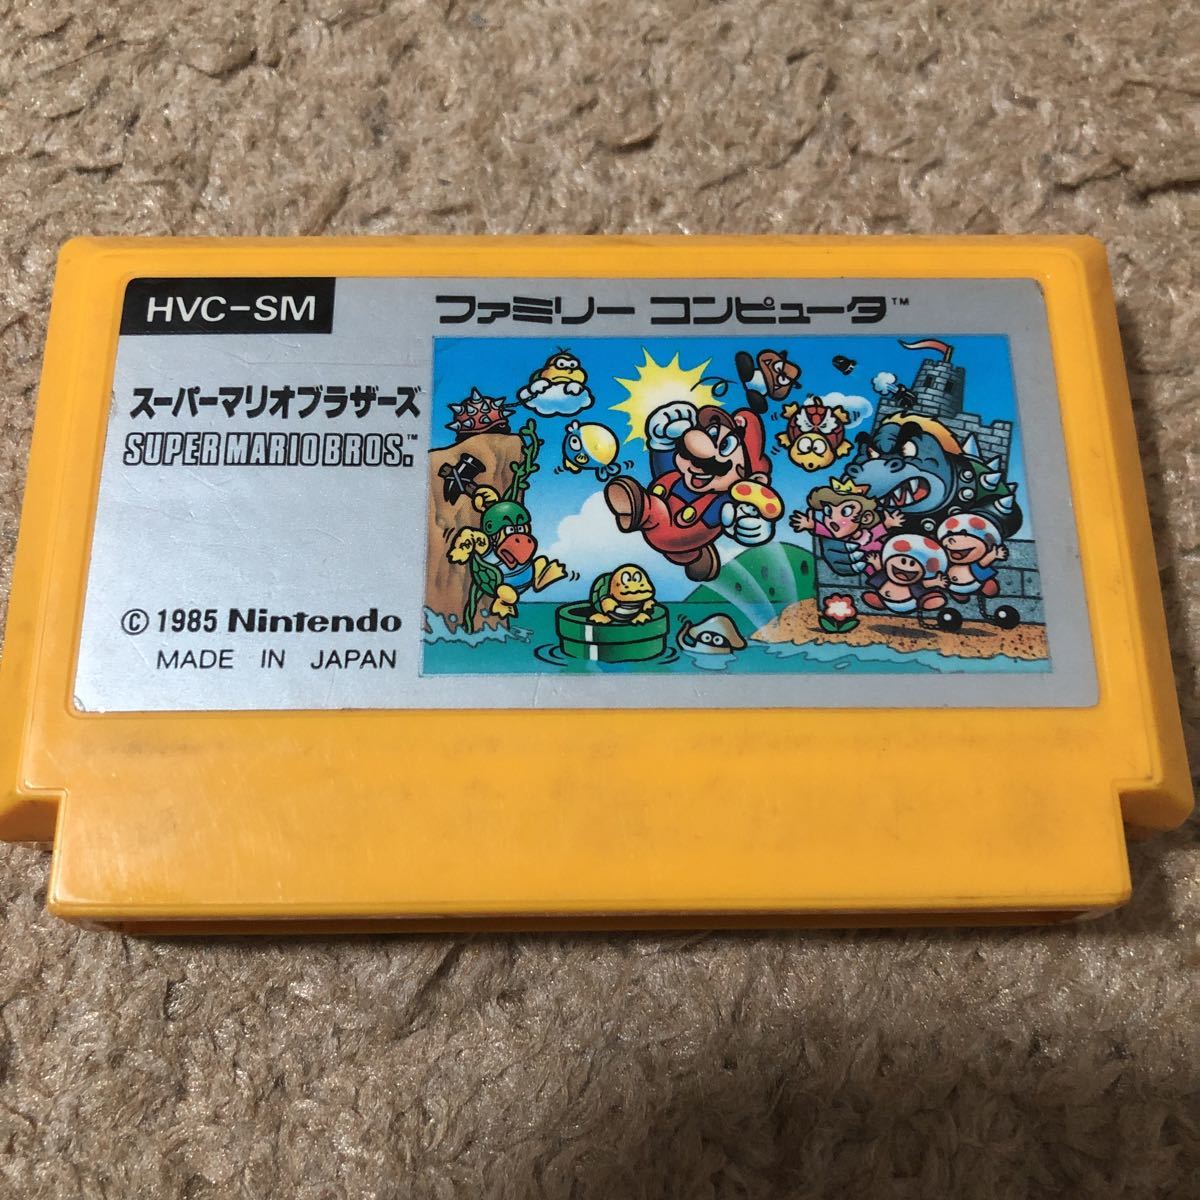 HVC-SM
ファミリー コンピュータ™
スーパーマリオブラザーズ
SUPER MARIO BROS.™
© 1985 Nintendo
MADE IN JAPAN